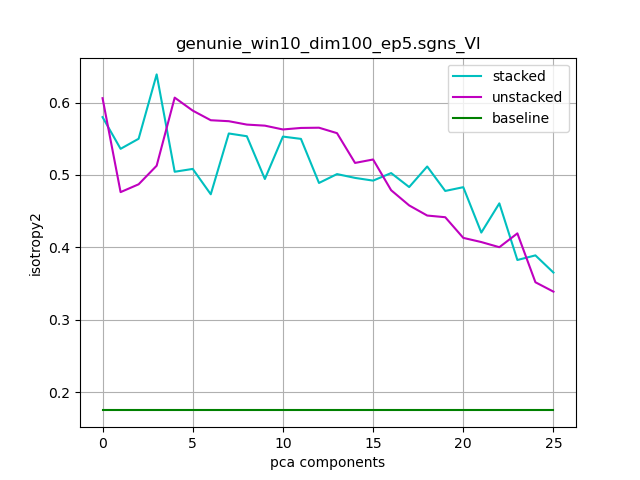 genunie_win10_dim100_ep5.sgns_VI
stacked
unstacked
baseline
0.6
0.5
0.4
0.3
0.2
isotropy2
0 5 10 15 20 25
pca components